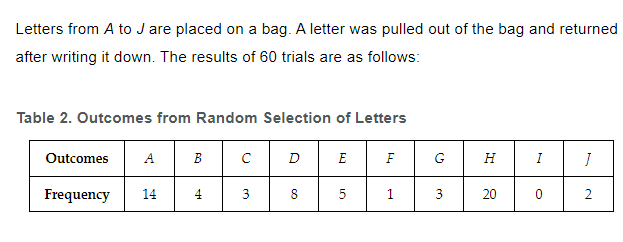 Letters from A to J are placed on a bag. A letter was pulled out of the bag and returned
after writing it down. The results of 60 trials are as follows:
Table 2. Outcomes from Random Selection of Letters
Outcomes A B C D E F G H I J
Frequency 14 4 3 8 5 1 3 20 0 2